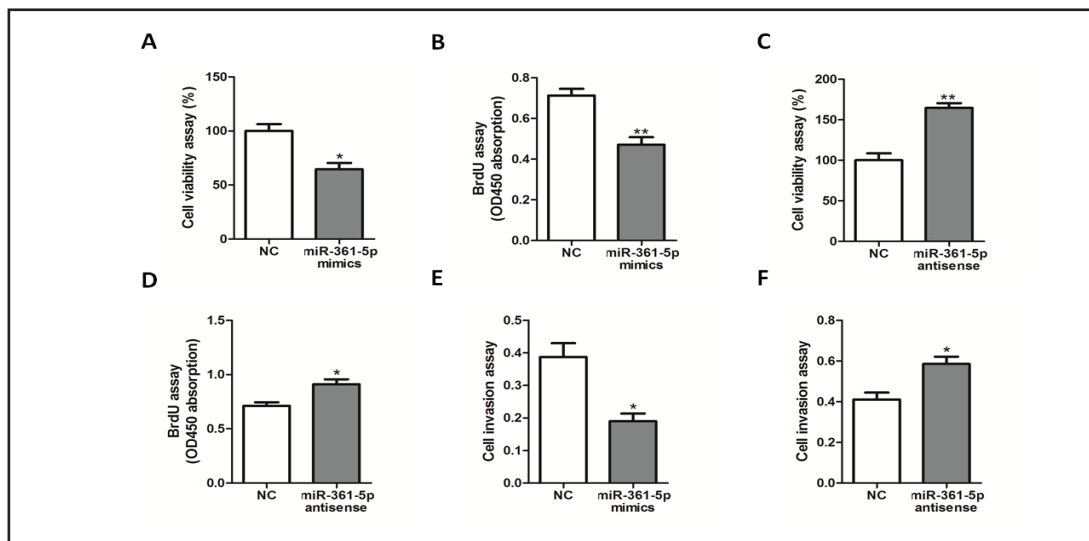 A
Cell viability assay (%)
150
100
50
0
*
NC
miR-361-5p
mimics
B
BrdU assay
(OD450 absorption)
0.8
0.6
0.4
0.2
0.0
**
NC
miR-361-5p
mimics
C
Cell viability assay (%)
200
150
100
50
0
**
NC
miR-361-5p
antisense
D
BrdU assay
(OD450 absorption)
1.5
1.0
0.5
0.0
*
NC
miR-361-5p
antisense
E
Cell invasion assay
0.5
0.4
0.3
0.2
0.1
0.0
*
NC
miR-361-5p
mimics
F
Cell invasion assay
0.8
0.6
0.4
0.2
0.0
*
NC
miR-361-5p
antisense